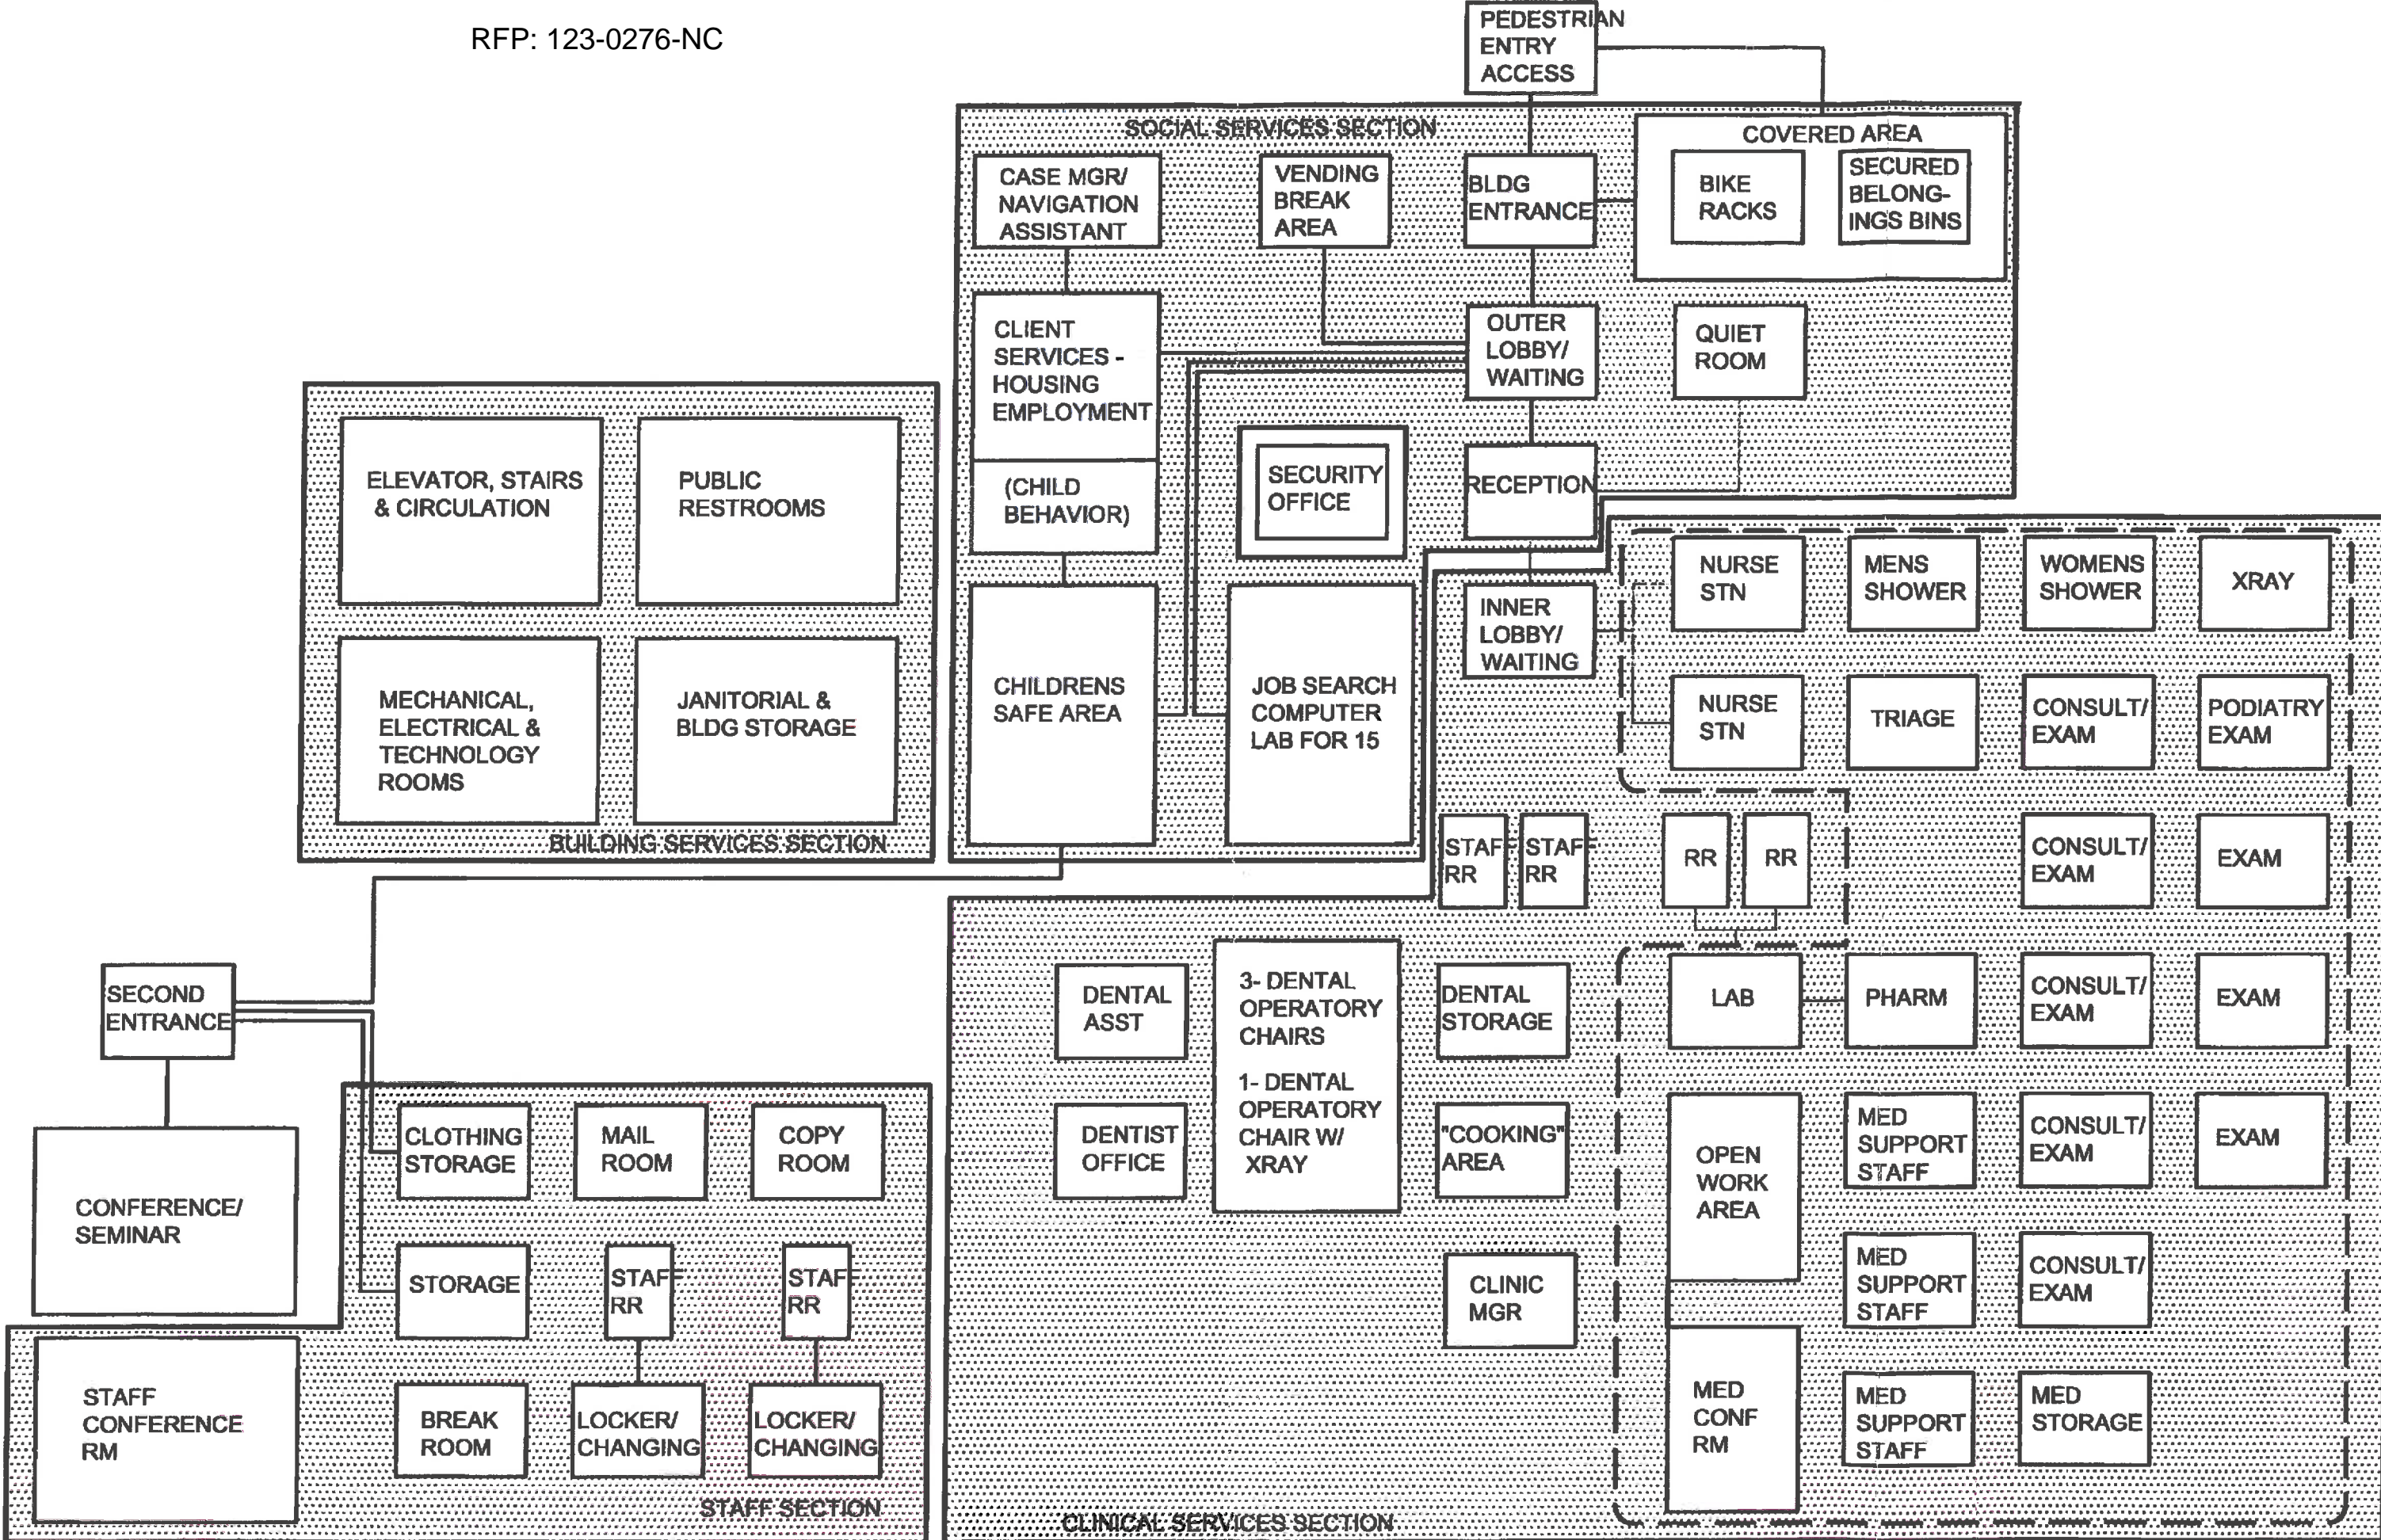 RFP: 123-0276-NC
PEDESTRIAN
ENTRY
ACCESS
SOCIAL SERVICES SECTION
COVERED AREA
BIKE
RACKS
SECURED
BELONG-
INGS BINS
CASE MGR/
NAVIGATION
ASSISTANT
VENDING
BREAK
AREA
BLDG
ENTRANCE
CLIENT
SERVICES -
HOUSING
EMPLOYMENT
(CHILD
BEHAVIOR)
OUTER
LOBBY/
WAITING
QUIET
ROOM
SECURITY
OFFICE
RECEPTION
CHILDRENS
SAFE AREA
JOB SEARCH
COMPUTER
LAB FOR 15
ELEVATOR, STAIRS
& CIRCULATION
PUBLIC
RESTROOMS
MECHANICAL,
ELECTRICAL &
TECHNOLOGY
ROOMS
JANITORIAL &
BLDG STORAGE
BUILDING SERVICES SECTION
INNER
LOBBY/
WAITING
NURSE
STN
MENS
SHOWER
WOMENS
SHOWER
XRAY
NURSE
STN
TRIAGE
CONSULT/
EXAM
PODIATRY
EXAM
STAFF
RR
STAFF
RR
RR
RR
CONSULT/
EXAM
EXAM
DENTAL
ASST
3- DENTAL
OPERATORY
CHAIRS
1- DENTAL
OPERATORY
CHAIR W/
XRAY
DENTAL
STORAGE
LAB
PHARM
CONSULT/
EXAM
EXAM
DENTIST
OFFICE
"COOKING"
AREA
OPEN
WORK
AREA
MED
SUPPORT
STAFF
CONSULT/
EXAM
EXAM
CLINIC
MGR
MED
SUPPORT
STAFF
CONSULT/
EXAM
MED
CONF
RM
MED
SUPPORT
STAFF
MED
STORAGE
CLINICAL SERVICES SECTION
SECOND
ENTRANCE
CONFERENCE/
SEMINAR
CLOTHING
STORAGE
MAIL
ROOM
COPY
ROOM
STORAGE
STAFF
RR
STAFF
RR
STAFF
CONFERENCE
RM
BREAK
ROOM
LOCKER/
CHANGING
LOCKER/
CHANGING
STAFF SECTION